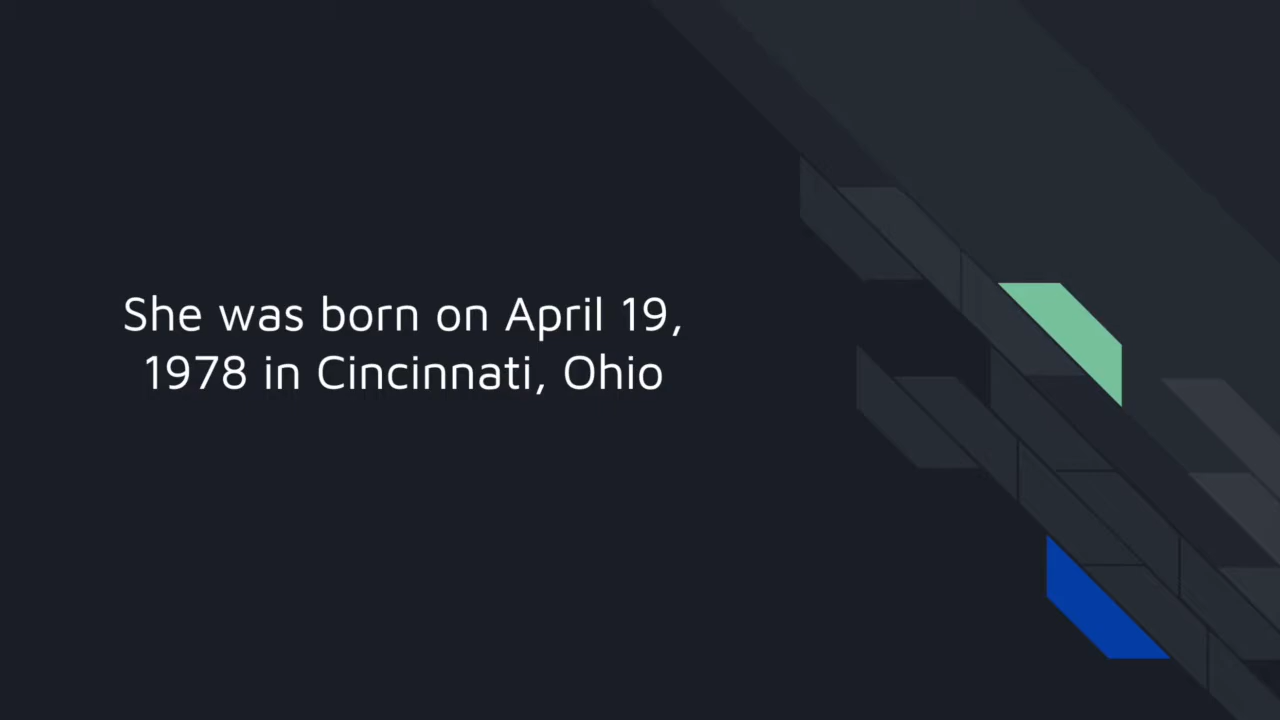 She was born on April 19,
1978 in Cincinnati, Ohio